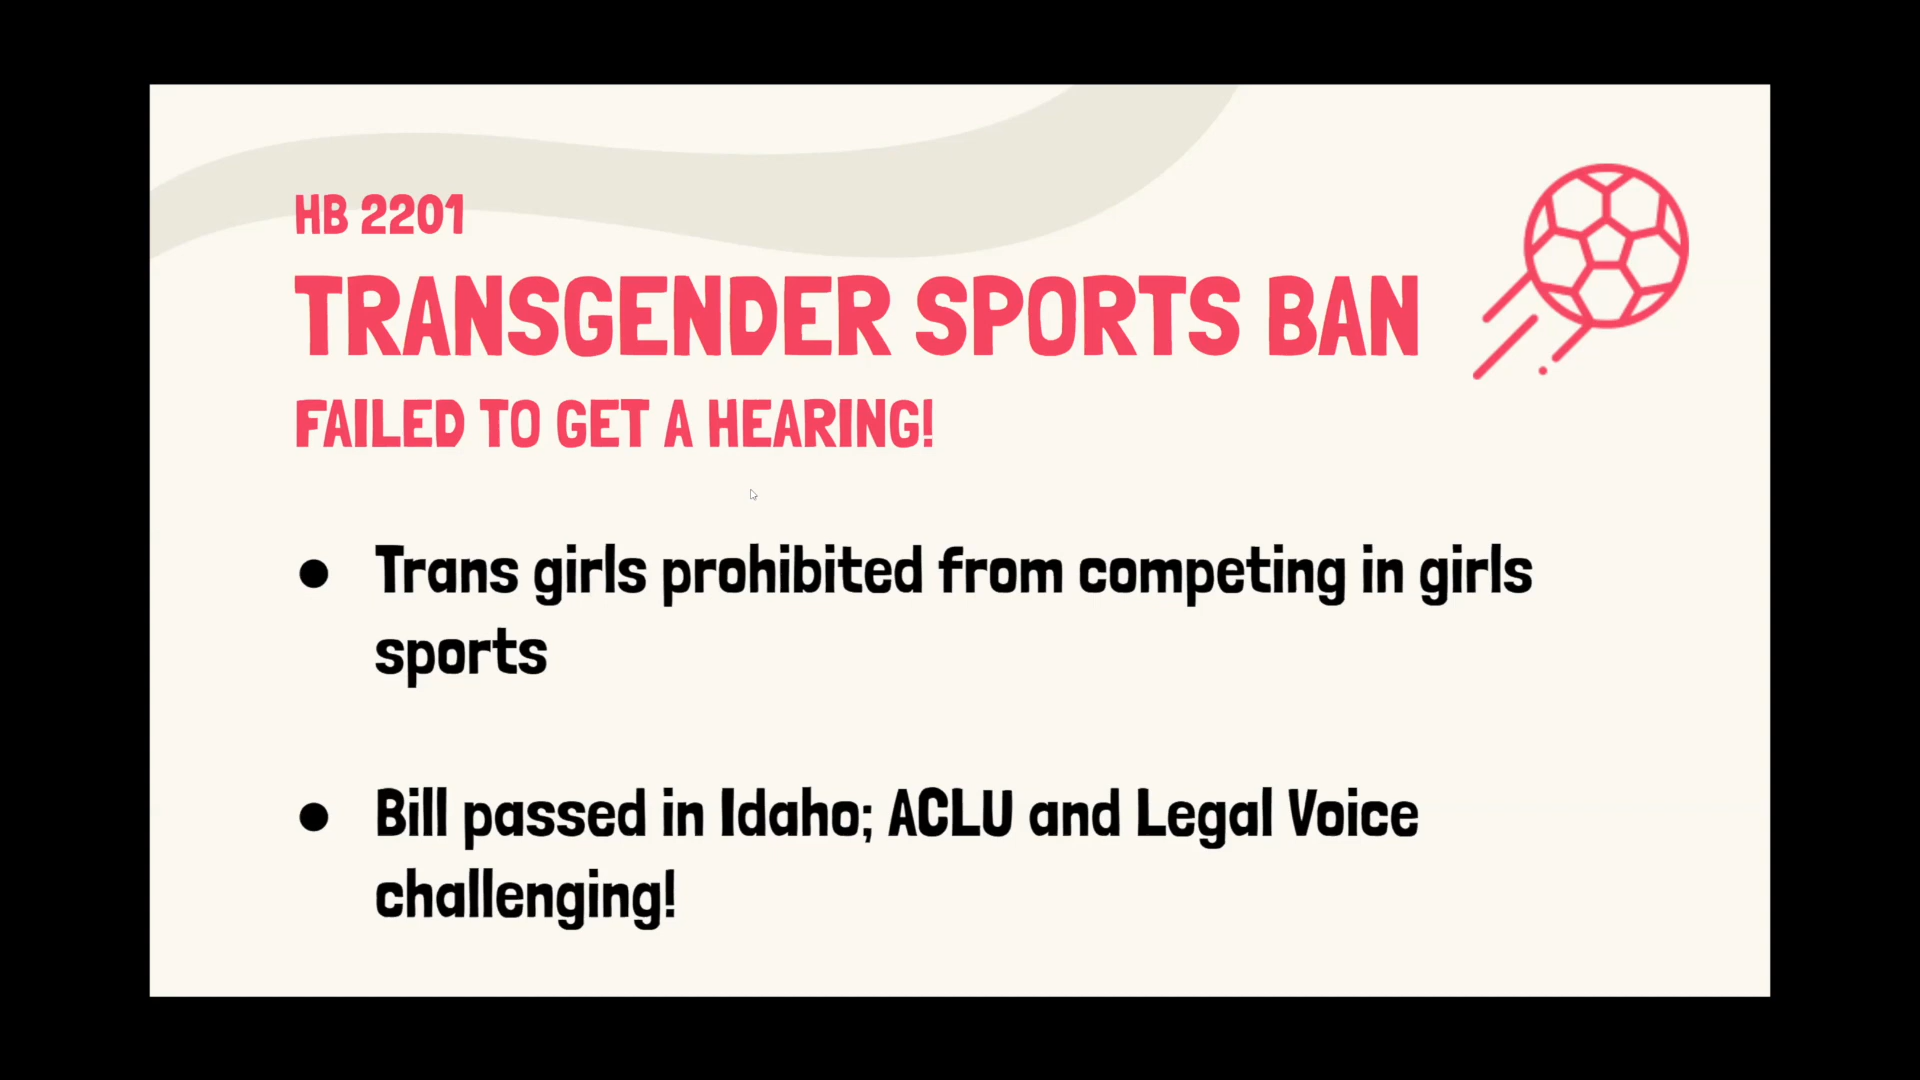 HB 2201
TRANSGENDER SPORTS BAN
FAILED TO GET A HEARING!
● Trans girls prohibited from competing in girls
sports
● Bill passed in Idaho; ACLU and Legal Voice
challenging!